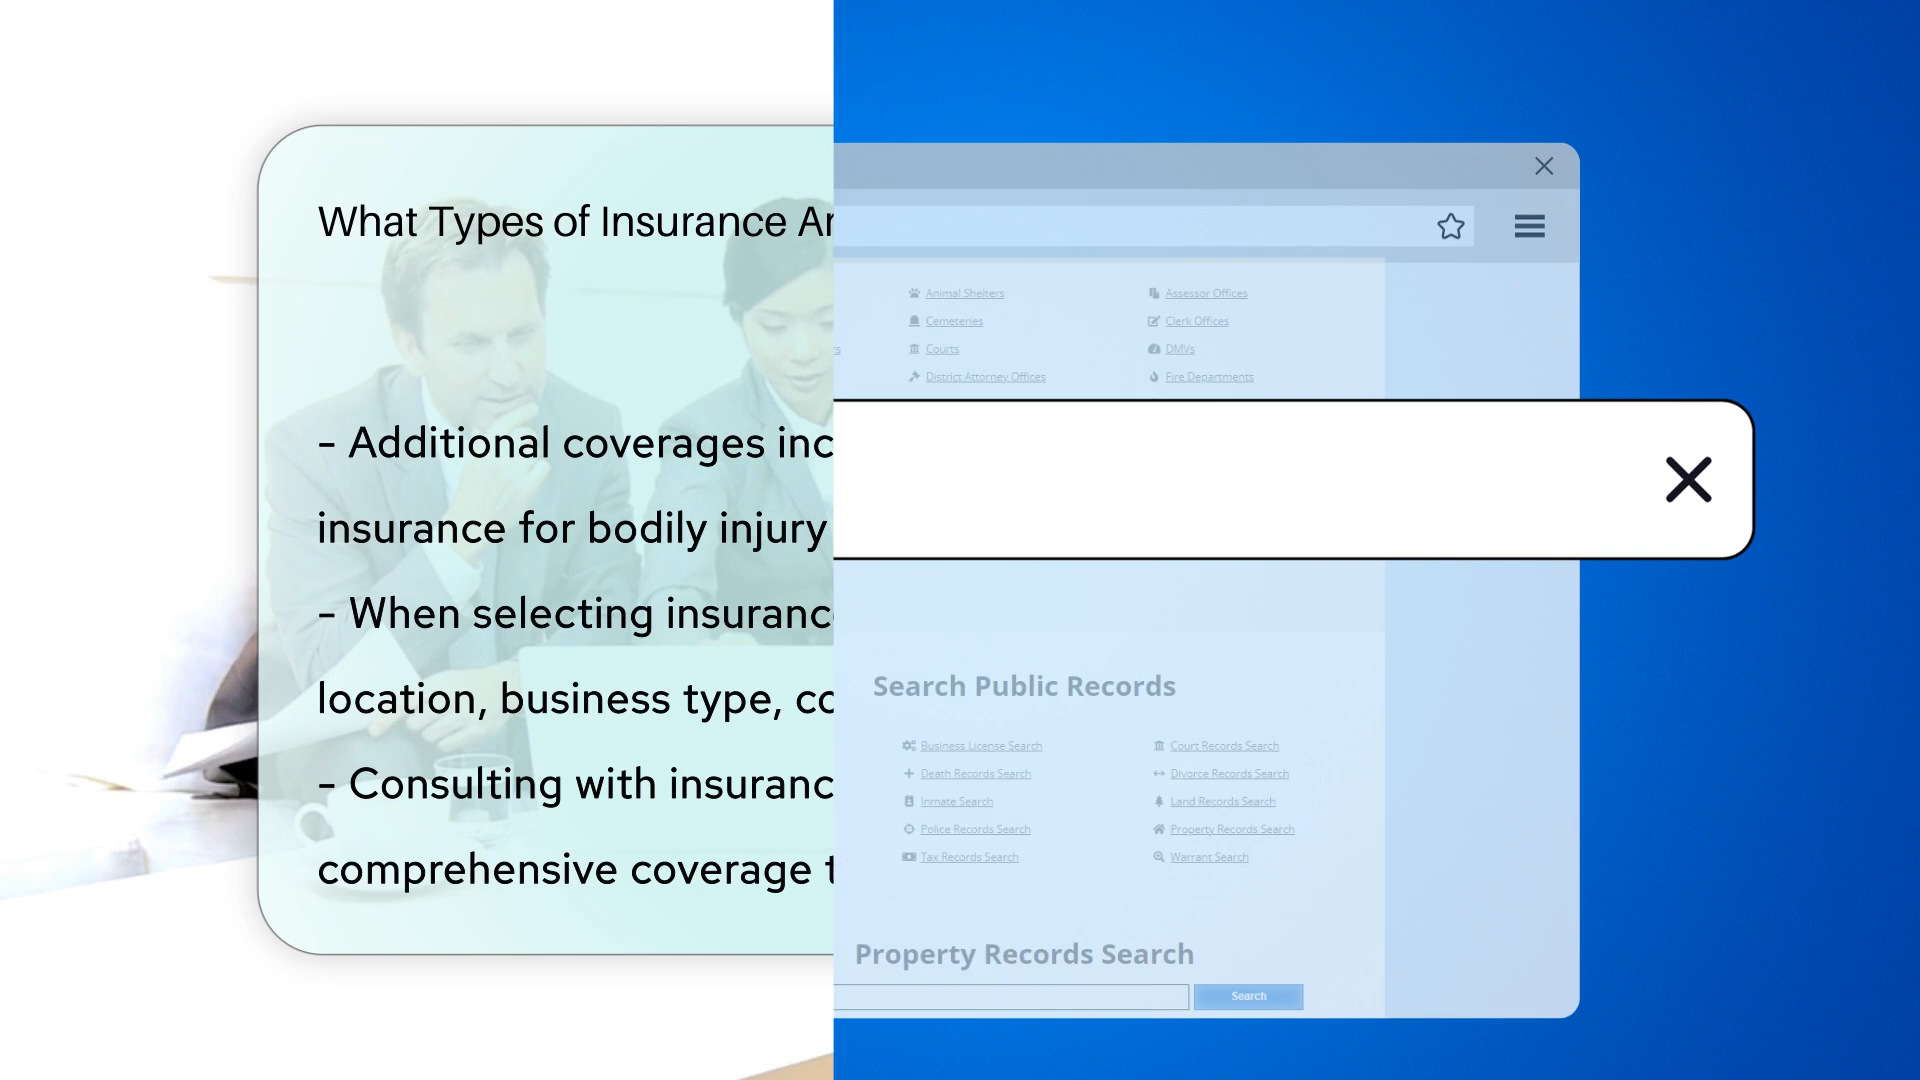 What Types of Insurance Ar
- Additional coverages inc
insurance for bodily injury
- When selecting insuranc
location, business type, co
- Consulting with insuranc
comprehensive coverage t
Animal Shelters
Assessor Offices
Cemeteries
Clerk Offices
rs
Courts
DMVs
District Attorney Offices
Fire Departments
Search Public Records
Business License Search
Court Records Search
Death Records Search
Divorce Records Search
Inmate Search
Land Records Search
Police Records Search
Property Records Search
Tax Records Search
Warrant Search
Property Records Search
Search